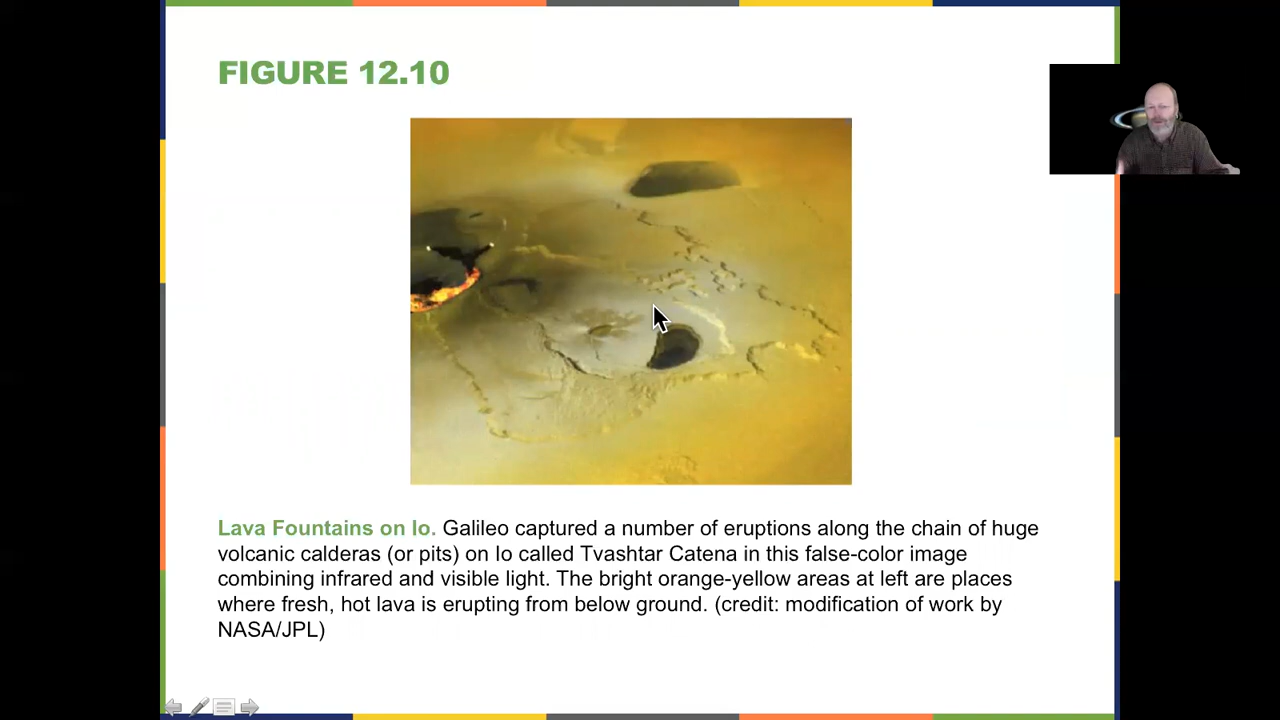 FIGURE 12.10
Lava Fountains on Io. Galileo captured a number of eruptions along the chain of huge
volcanic calderas (or pits) on Io called Tvashtar Catena in this false-color image
combining infrared and visible light. The bright orange-yellow areas at left are places
where fresh, hot lava is erupting from below ground. (credit: modification of work by
NASA/JPL)